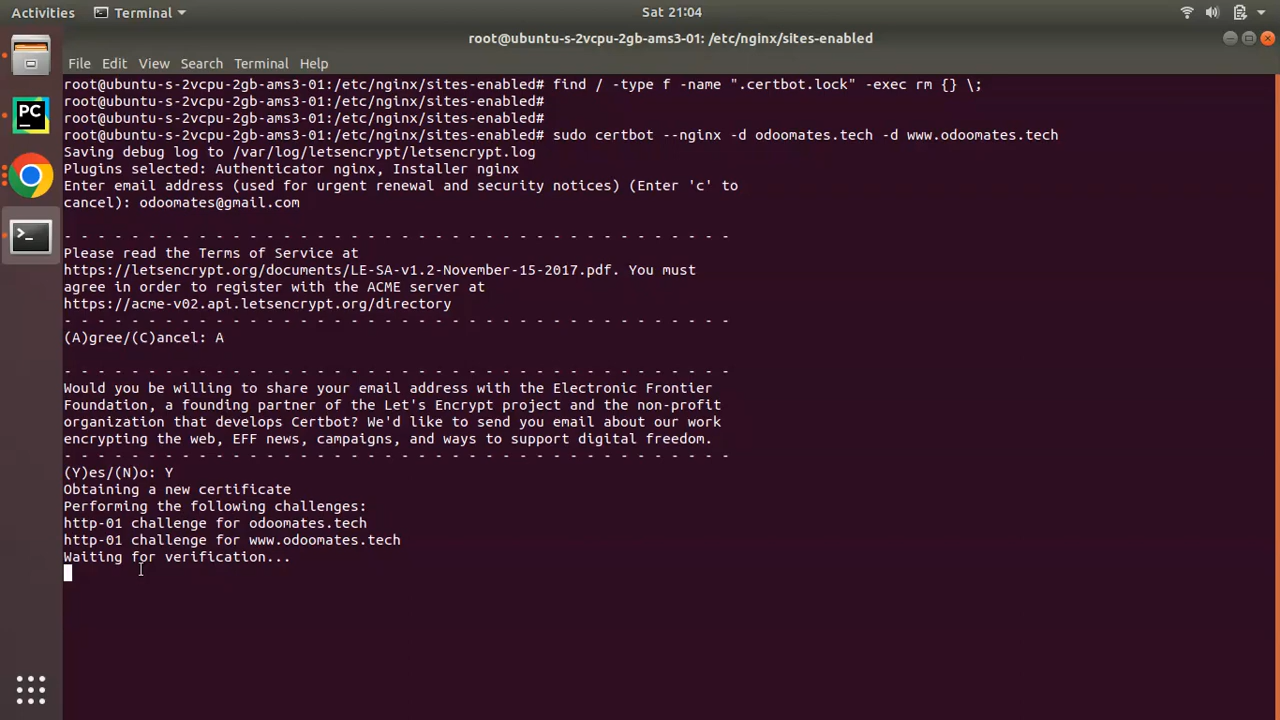 Activities Terminal Sat 21:04
root@ubuntu-s-2vcpu-2gb-ams3-01: /etc/nginx/sites-enabled
File Edit View Search Terminal Help
root@ubuntu-s-2vcpu-2gb-ams3-01:/etc/nginx/sites-enabled# find / -type f -name ".certbot.lock" -exec rm {} \;
root@ubuntu-s-2vcpu-2gb-ams3-01:/etc/nginx/sites-enabled#
root@ubuntu-s-2vcpu-2gb-ams3-01:/etc/nginx/sites-enabled#
root@ubuntu-s-2vcpu-2gb-ams3-01:/etc/nginx/sites-enabled# sudo certbot --nginx -d odoomates.tech -d www.odoomates.tech
Saving debug log to /var/log/letsencrypt/letsencrypt.log
Plugins selected: Authenticator nginx, Installer nginx
Enter email address (used for urgent renewal and security notices) (Enter 'c' to
cancel): odoomates@gmail.com
- - - - - - - - - - - - - - - - - - - - - - - - - - - - - - - - - - - - - - - -
Please read the Terms of Service at
https://letsencrypt.org/documents/LE-SA-v1.2-November-15-2017.pdf. You must
agree in order to register with the ACME server at
https://acme-v02.api.letsencrypt.org/directory
- - - - - - - - - - - - - - - - - - - - - - - - - - - - - - - - - - - - - - - -
(A)gree/(C)ancel: A
- - - - - - - - - - - - - - - - - - - - - - - - - - - - - - - - - - - - - - - -
Would you be willing to share your email address with the Electronic Frontier
Foundation, a founding partner of the Let's Encrypt project and the non-profit
organization that develops Certbot? We'd like to send you email about our work
encrypting the web, EFF news, campaigns, and ways to support digital freedom.
- - - - - - - - - - - - - - - - - - - - - - - - - - - - - - - - - - - - - - - -
(Y)es/(N)o: Y
Obtaining a new certificate
Performing the following challenges:
http-01 challenge for odoomates.tech
http-01 challenge for www.odoomates.tech
Waiting for verification...
PC